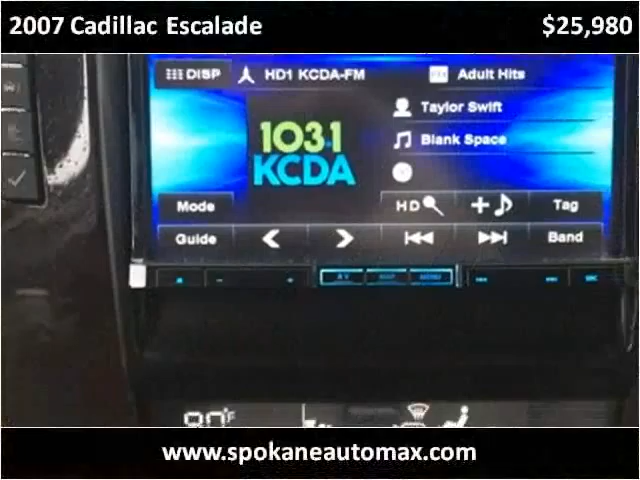 2007 Cadillac Escalade $25,980
DISP HD1 KCDA-FM Adult Hits
Taylor Swift
103.1
KCDA
Blank Space
Mode HD + Tag
Guide Band
www.spokaneautomax.com